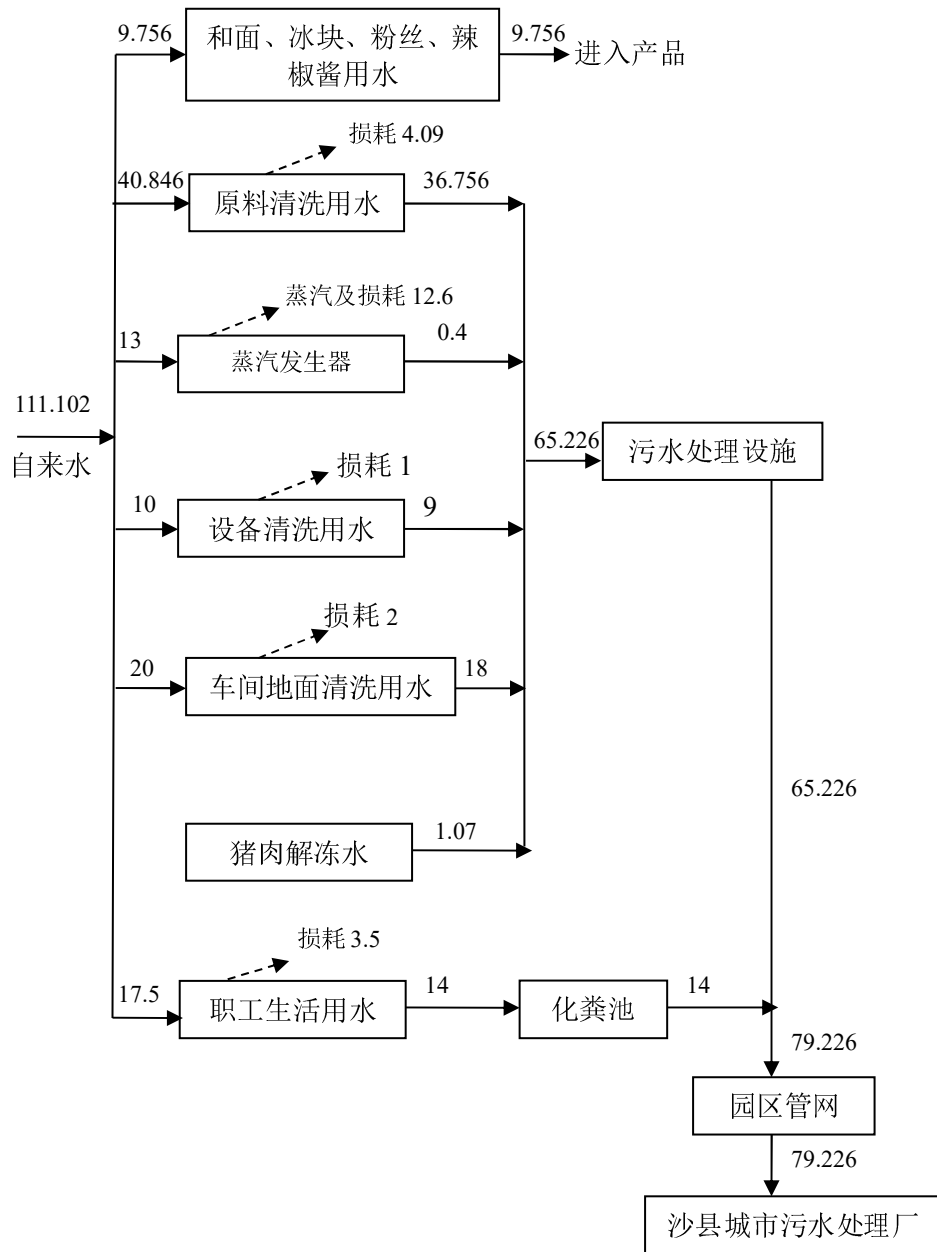 9.756
和面、冰块、粉丝、辣
椒酱用水
9.756
进入产品
损耗 4.09
40.846
原料清洗用水
36.756
蒸汽及损耗 12.6
13
蒸汽发生器
0.4
111.102
自来水
65.226
污水处理设施
损耗 1
10
设备清洗用水
9
损耗 2
20
车间地面清洗用水
18
65.226
猪肉解冻水
1.07
损耗 3.5
17.5
职工生活用水
14
化粪池
14
79.226
园区管网
79.226
沙县城市污水处理厂